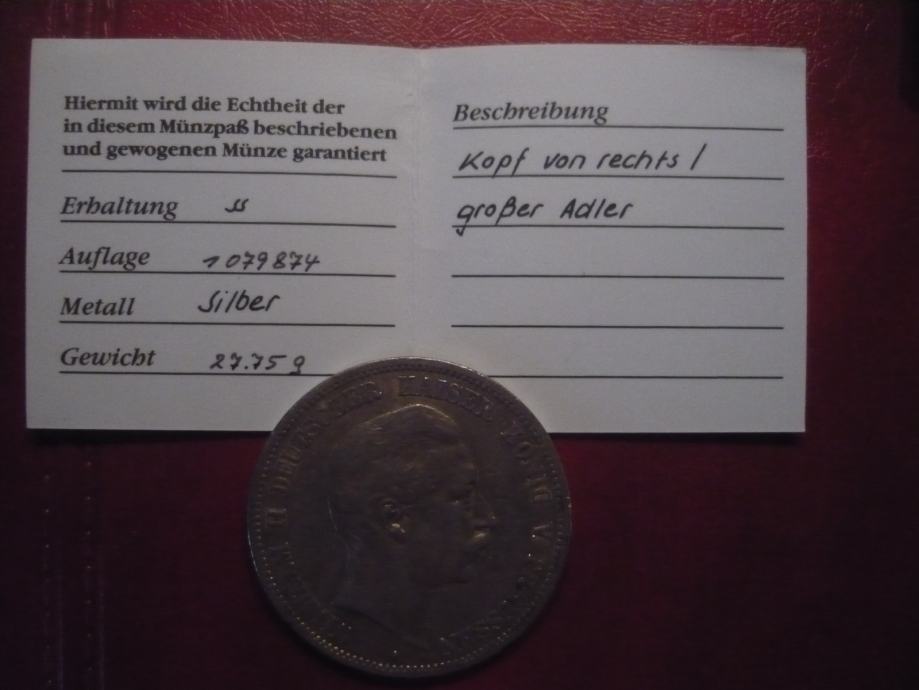 Hiermit wird die Echtheit der
in diesem Münzpaß beschriebenen
und gewogenen Münze garantiert
Erhaltung ss
Auflage 1079874
Metall Silber
Gewicht 27.75 g
Beschreibung
Kopf von rechts /
großer Adler
II DEUTSCHER KAISER KÖNIG V.